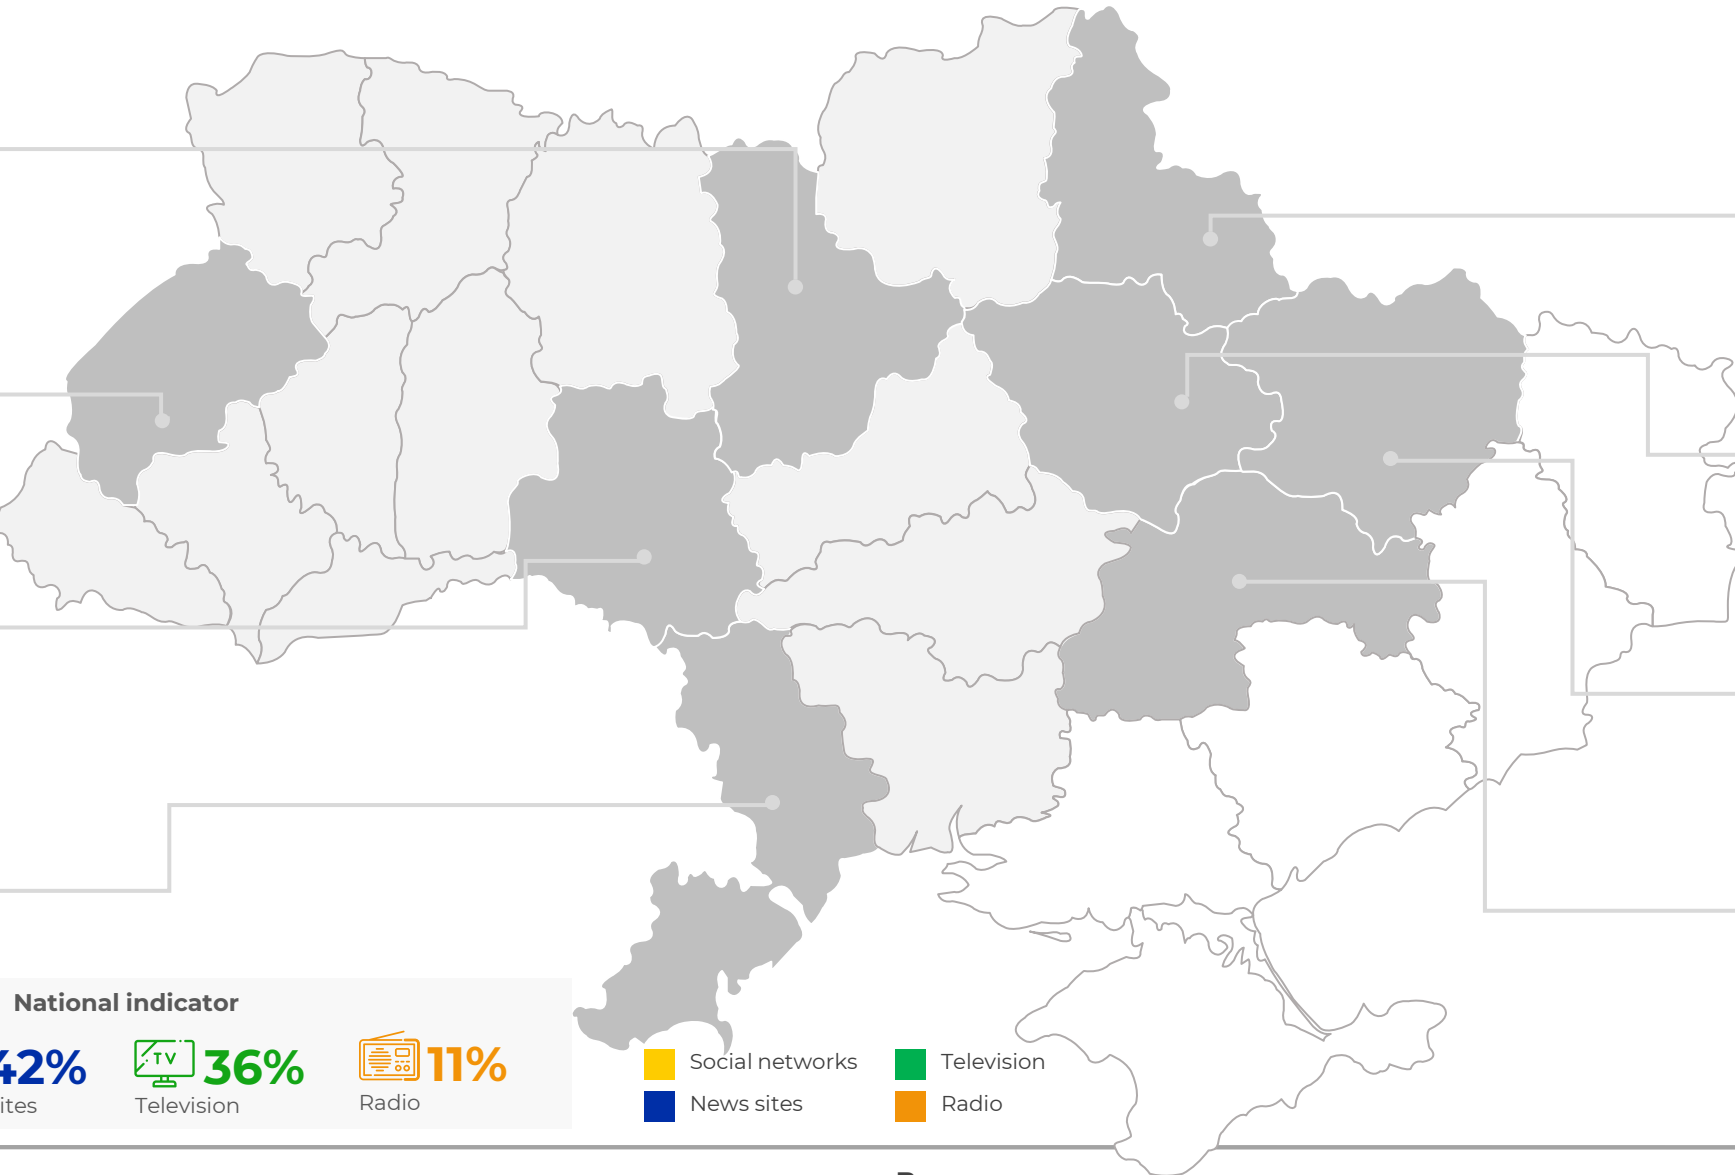 National indicator
42%
TV
36%
11%
ites
Television
Radio
Social networks
Television
News sites
Radio